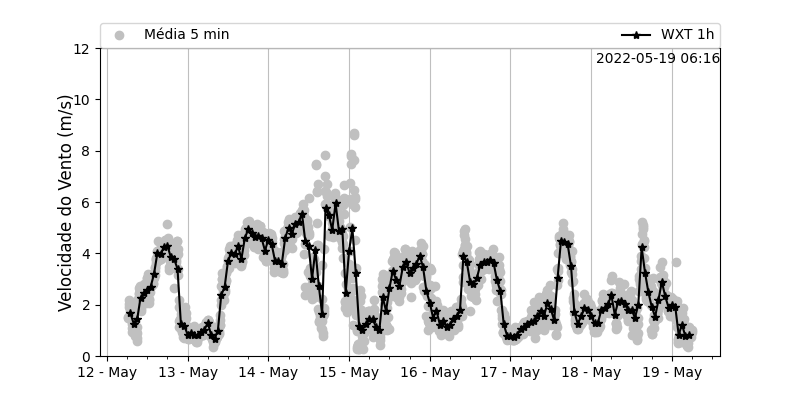 Média 5 min
WXT 1h
2022-05-19 06:16
Velocidade do Vento (m/s)
12
10
8
6
4
2
0
12 - May
13 - May
14 - May
15 - May
16 - May
17 - May
18 - May
19 - May